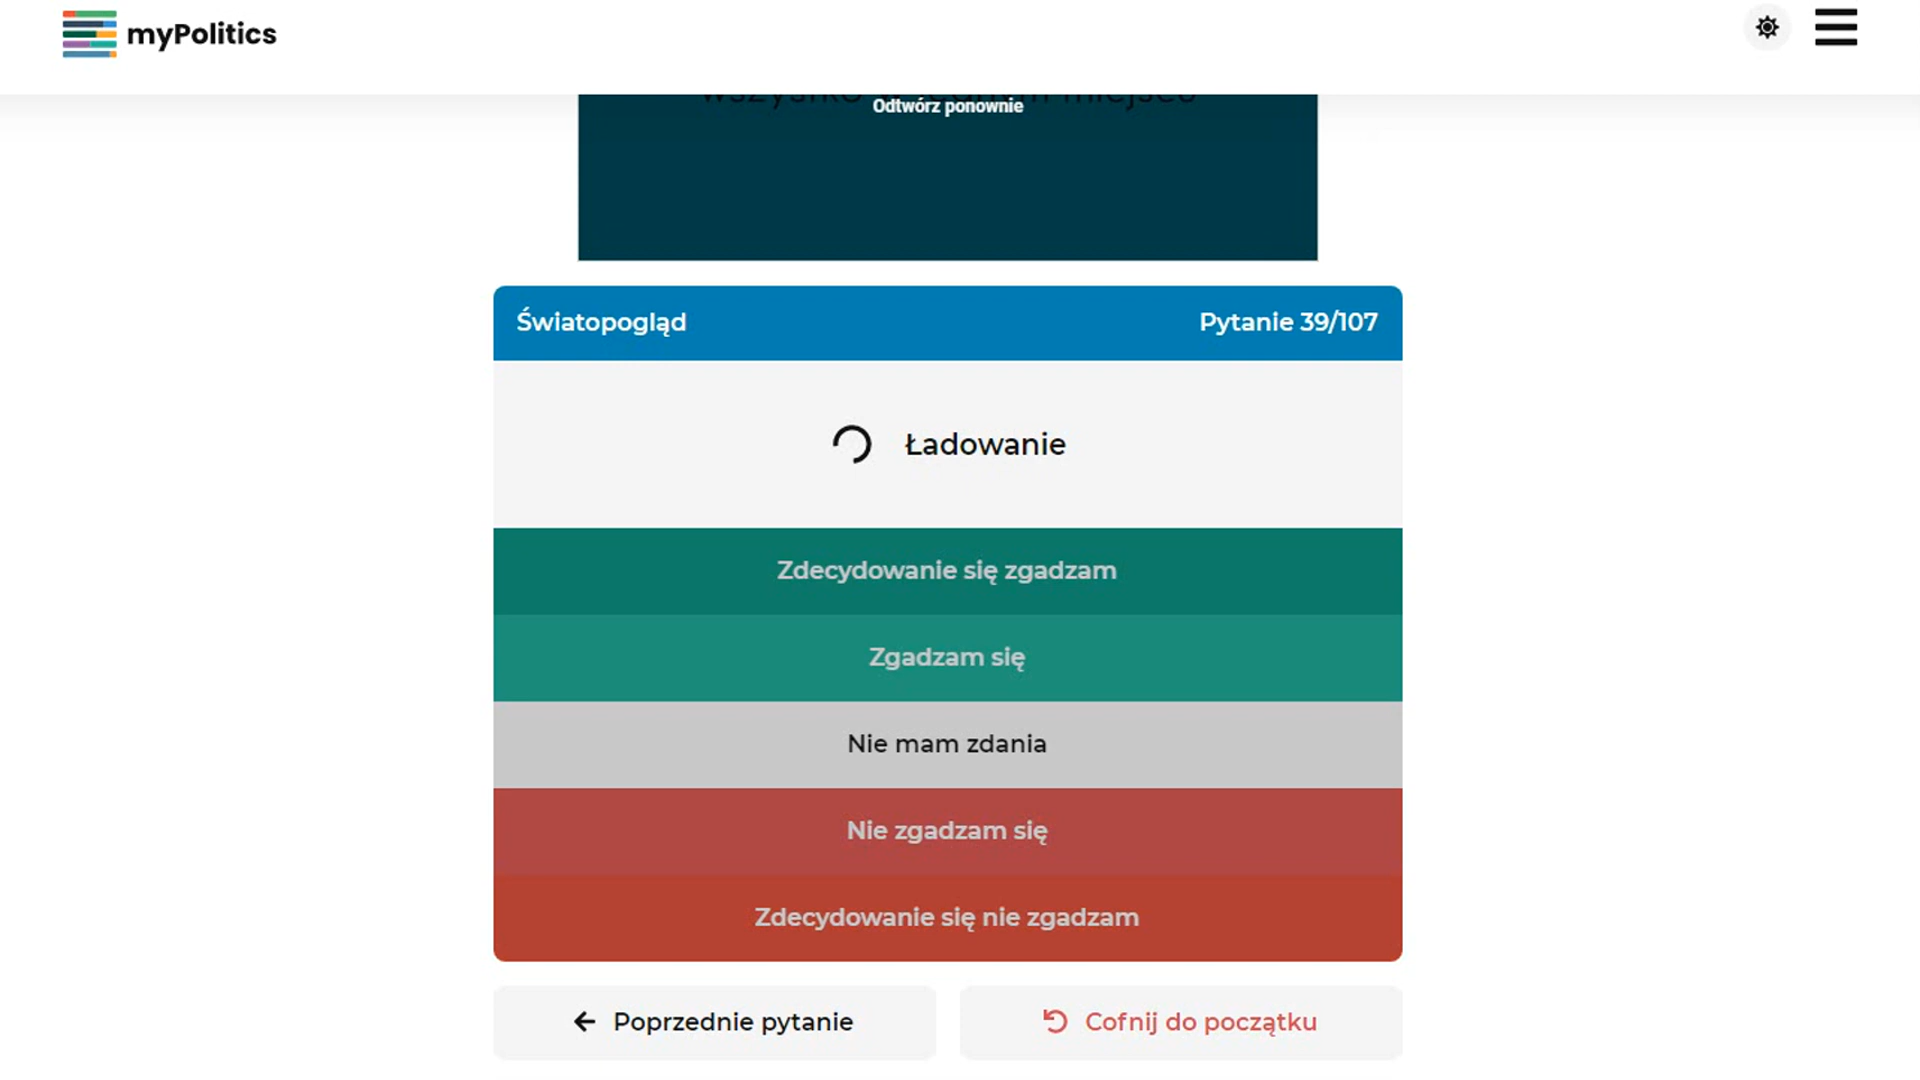 myPolitics
Odtwórz ponownie
Światopogląd
Pytanie 39/107
Ładowanie
Zdecydowanie się zgadzam
Zgadzam się
Nie mam zdania
Nie zgadzam się
Zdecydowanie się nie zgadzam
Poprzednie pytanie
Cofnij do początku